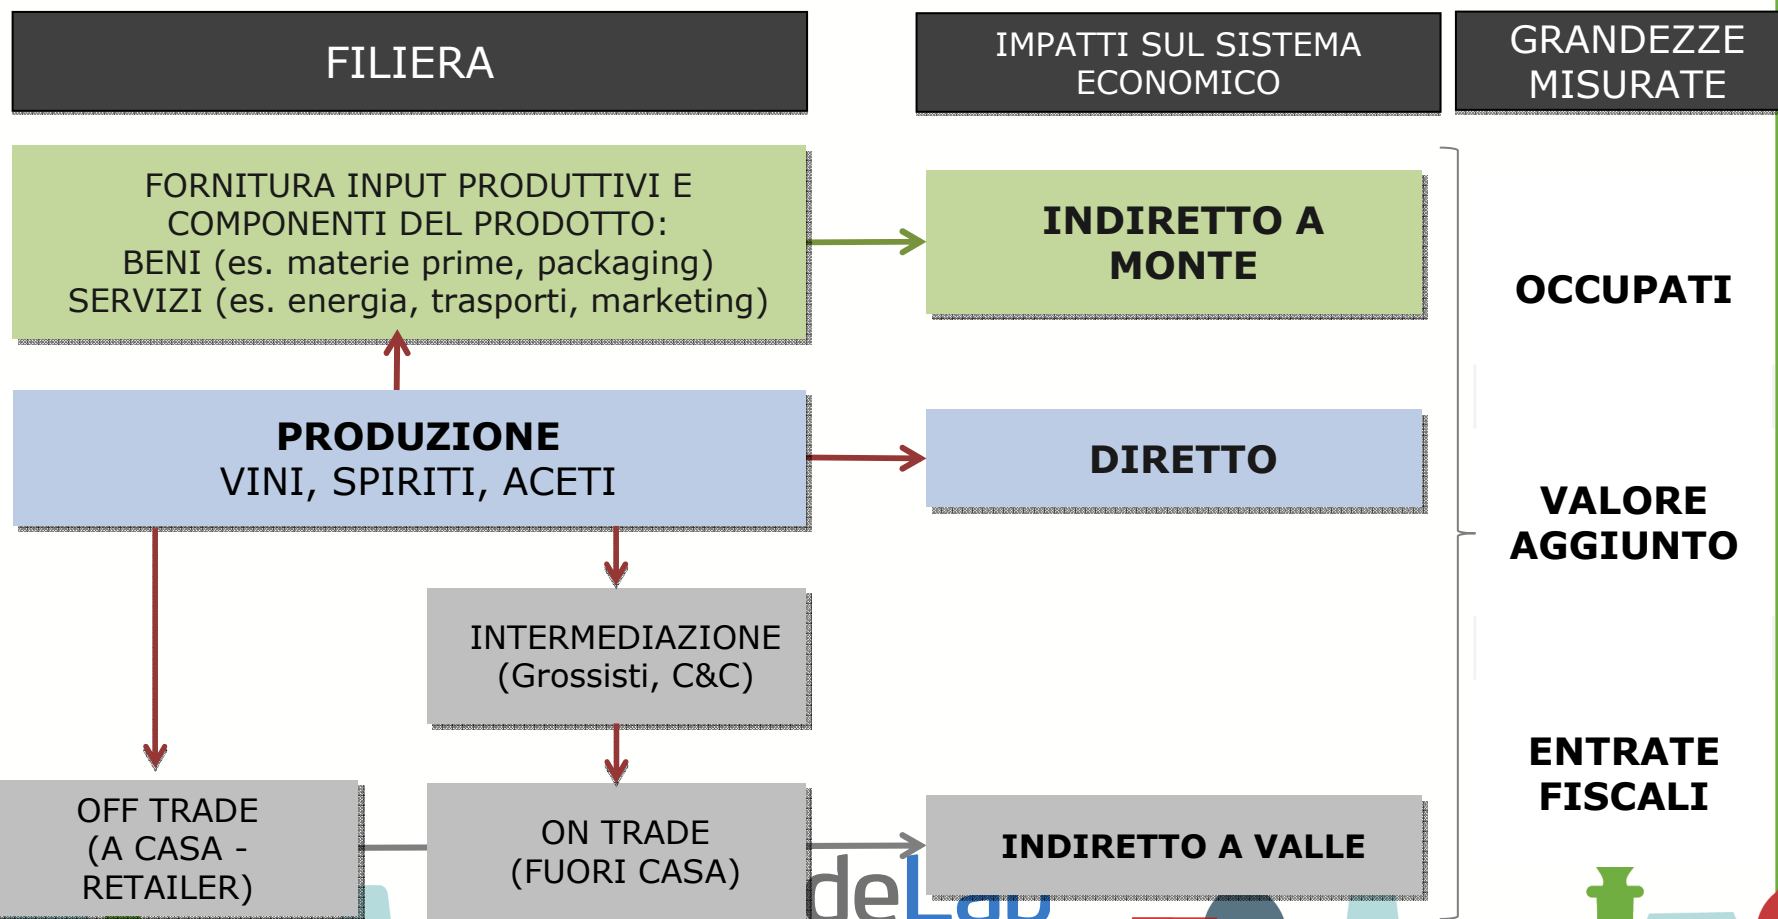 FILIERA
IMPATTI SUL SISTEMA
ECONOMICO
GRANDEZZE
MISURATE
FORNITURA INPUT PRODUTTIVI E
COMPONENTI DEL PRODOTTO:
BENI (es. materie prime, packaging)
SERVIZI (es. energia, trasporti, marketing)
INDIRETTO A
MONTE
OCCUPATI
PRODUZIONE
VINI, SPIRITI, ACETI
DIRETTO
VALORE
AGGIUNTO
INTERMEDIAZIONE
(Grossisti, C&C)
ENTRATE
FISCALI
OFF TRADE
(A CASA -
RETAILER)
ON TRADE
(FUORI CASA)
INDIRETTO A VALLE
deLab